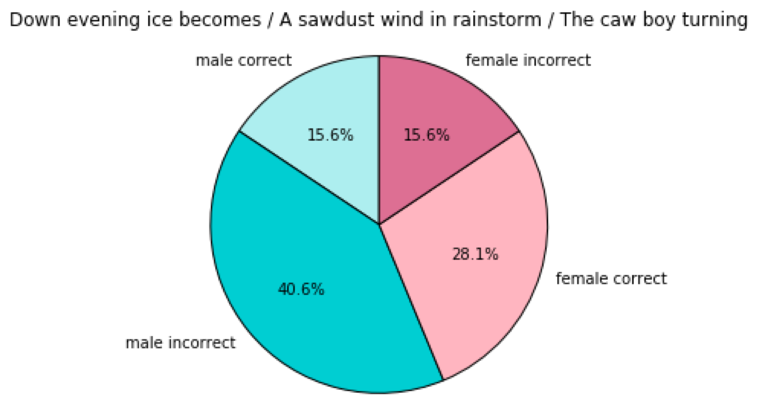 Down evening ice becomes / A sawdust wind in rainstorm / The caw boy turning
male correct
female incorrect
15.6%
15.6%
28.1%
female correct
40.6%
male incorrect